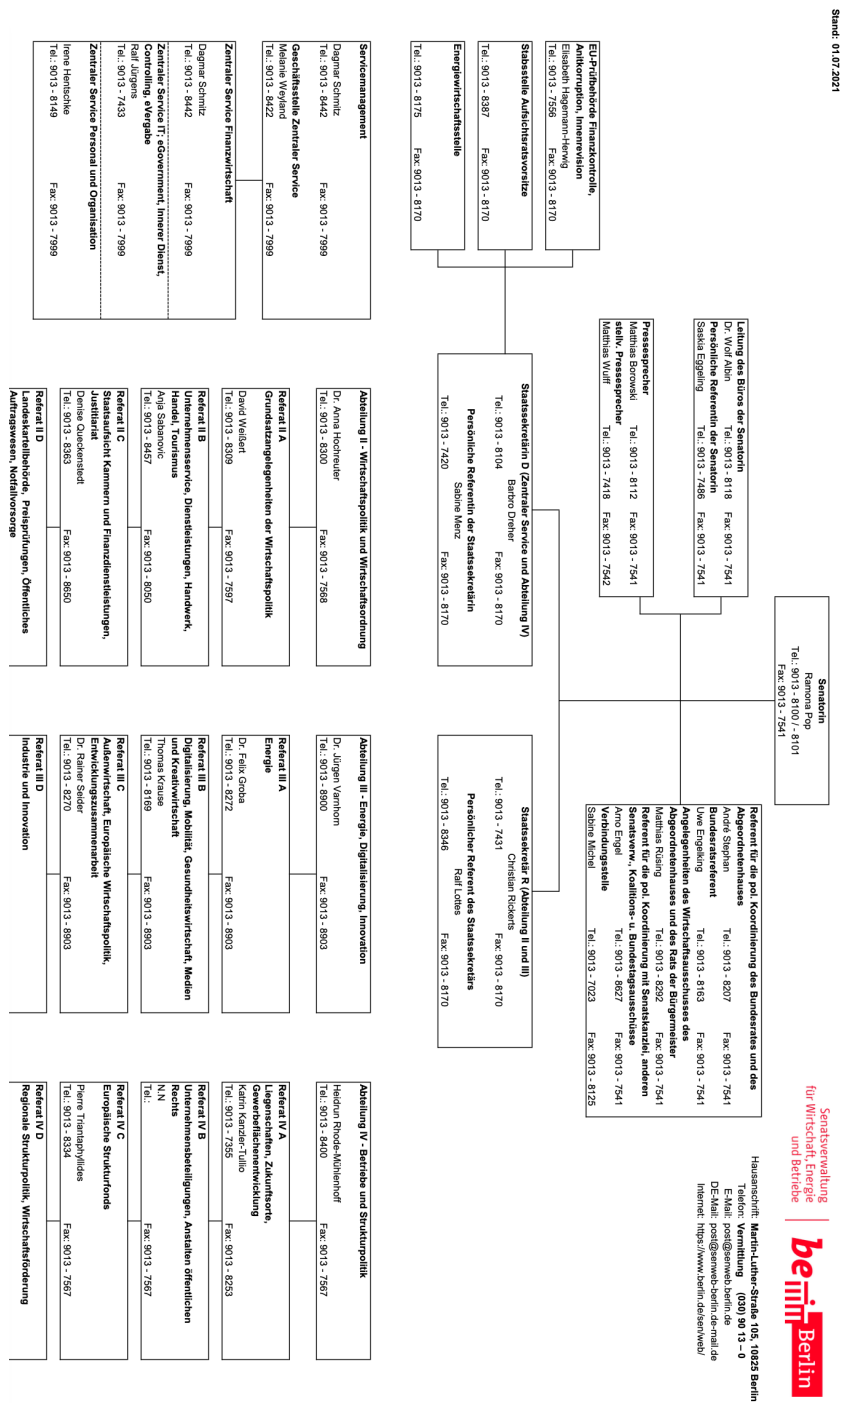 Stand: 01.07.2021
Senatsverwaltung
für Wirtschaft, Energie
und Betriebe
be Berlin
Hausanschrift: Martin-Luther-Straße 105, 10825 Berlin
Telefon: Vermittlung (030) 90 13 – 0
E-Mail: post@senweb.berlin.de
DE-Mail: post@senweb-berlin.de-mail.de
Internet: https://www.berlin.de/sen/web/
Senatorin
Ramona Pop
Tel.: 9013 - 8100 / - 8101
Fax: 9013 - 7541
Leitung des Büros der Senatorin
Dr. Wolf Albin Tel.: 9013 - 8118 Fax: 9013 - 7541
Persönliche Referentin der Senatorin
Saskia Eggeling Tel.: 9013 - 7486 Fax: 9013 - 7541
Pressesprecher
Matthias Borowski Tel.: 9013 - 8112 Fax: 9013 - 7541
stellv. Pressesprecher
Matthias Wulff Tel.: 9013 - 7418 Fax: 9013 - 7542
Referent für die pol. Koordinierung des Bundesrates und des
Abgeordnetenhauses
André Stephan Tel.: 9013 - 8207 Fax: 9013 - 7541
Bundesratsreferent
Uwe Engelking Tel.: 9013 - 8163 Fax: 9013 - 7541
Angelegenheiten des Wirtschaftsausschusses des
Abgeordnetenhauses und des Rats der Bürgermeister
Matthias Rüsing Tel.: 9013 - 8292 Fax: 9013 - 7541
Referent für die pol. Koordinierung mit Senatskanzlei, anderen
Senatsverw., Koalitions- u. Bundestagsausschüsse
Arno Engel Tel.: 9013 - 8627 Fax: 9013 - 7541
Verbindungsstelle
Sabine Michel Tel.: 9013 - 7023 Fax: 9013 - 8125
EU-Prüfbehörde Finanzkontrolle,
Anitkorruption, Innenrevision
Elisabeth Hagemann-Herwig
Tel.: 9013 - 7556 Fax: 9013 - 8170
Stabsstelle Aufsichtsratsvorsitze
Tel.: 9013 - 8387 Fax: 9013 - 8170
Energiewirtschaftsstelle
Tel.: 9013 - 8175 Fax: 9013 - 8170
Staatssekretärin D (Zentraler Service und Abteilung IV)
Barbro Dreher
Tel.: 9013 - 8104 Fax: 9013 - 8170
Persönliche Referentin der Staatssekretärin
Sabine Menz
Tel.: 9013 - 7420 Fax: 9013 - 8170
Staatssekretär R (Abteilung II und III)
Christian Rickerts
Tel.: 9013 - 7431 Fax: 9013 - 8170
Persönlicher Referent des Staatssekretärs
Ralf Lottes
Tel.: 9013 - 8346 Fax: 9013 - 8170
Servicemanagement
Dagmar Schmitz
Tel.: 9013 - 8442 Fax: 9013 - 7999
Geschäftsstelle Zentraler Service
Melanie Weyland
Tel.: 9013 - 8422 Fax: 9013 - 7999
Zentraler Service Finanzwirtschaft
Dagmar Schmitz
Tel.: 9013 - 8442 Fax: 9013 - 7999
Zentraler Service IT; eGovernment, Innerer Dienst,
Controlling, eVergabe
Ralf Jürgens
Tel.: 9013 - 7433 Fax: 9013 - 7999
Zentraler Service Personal und Organisation
Irene Hentschke
Tel.: 9013 - 8149 Fax: 9013 - 7999
Abteilung II - Wirtschaftspolitik und Wirtschaftsordnung
Dr. Anna Hochreuter
Tel.: 9013 - 8300 Fax: 9013 - 7568
Referat II A
Grundsatzangelegenheiten der Wirtschaftspolitik
David Weißert
Tel.: 9013 - 8309 Fax: 9013 - 7597
Referat II B
Unternehmensservice, Dienstleistungen, Handwerk,
Handel, Tourismus
Anja Sabanovic
Tel.: 9013 - 8457 Fax: 9013 - 8050
Referat II C
Staatsaufsicht Kammern und Finanzdienstleistungen,
Justitiariat
Denise Queckenstedt
Tel.: 9013 - 8363 Fax: 9013 - 8650
Referat II D
Landeskartellbehörde, Preisprüfungen, Öffentliches
Auftragswesen, Notfallvorsorge
Abteilung III - Energie, Digitalisierung, Innovation
Dr. Jürgen Varnhorn
Tel.: 9013 - 8900 Fax: 9013 - 8903
Referat III A
Energie
Dr. Felix Groba
Tel.: 9013 - 8272 Fax: 9013 - 8903
Referat III B
Digitalisierung, Mobilität, Gesundheitswirtschaft, Medien
und Kreativwirtschaft
Thomas Krause
Tel.: 9013 - 8169 Fax: 9013 - 8903
Referat III C
Außenwirtschaft, Europäische Wirtschaftspolitik,
Entwicklungszusammenarbeit
Dr. Rainer Seider
Tel.: 9013 - 8270 Fax: 9013 - 8903
Referat III D
Industrie und Innovation
Abteilung IV - Betriebe und Strukturpolitik
Heidrun Rhode-Mühlenhoff
Tel.: 9013 - 8400 Fax: 9013 - 7567
Referat IV A
Liegenschaften, Zukunftsorte,
Gewerbeflächenentwicklung
Katrin Kanzler-Tullio
Tel.: 9013 - 7355 Fax: 9013 - 8253
Referat IV B
Unternehmensbeteiligungen, Anstalten öffentlichen
Rechts
N.N
Tel.: Fax: 9013 - 7567
Referat IV C
Europäische Strukturfonds
Pierre Triantaphyllides
Tel.: 9013 - 8334 Fax: 9013 - 7567
Referat IV D
Regionale Strukturpolitik, Wirtschaftsförderung